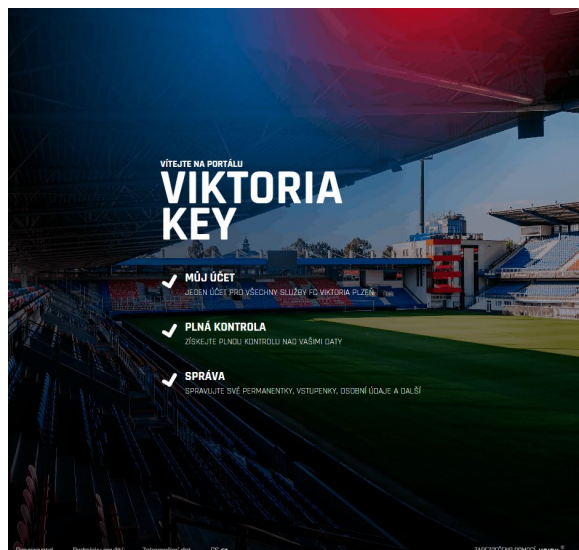 VÍTEJTE NA PORTÁLU
VIKTORIA
KEY
MŮJ ÚČET
JEDEN ÚČET PRO VŠECHNY SLUŽBY FC VIKTORIA PLZEŇ
PLNÁ KONTROLA
ZÍSKEJTE PLNOU KONTROLU NAD VAŠIMI DATY
SPRÁVA
SPRAVUJTE SVÉ PERMANENTKY, VSTUPENKY, OSOBNÍ ÚDAJE A DALŠÍ